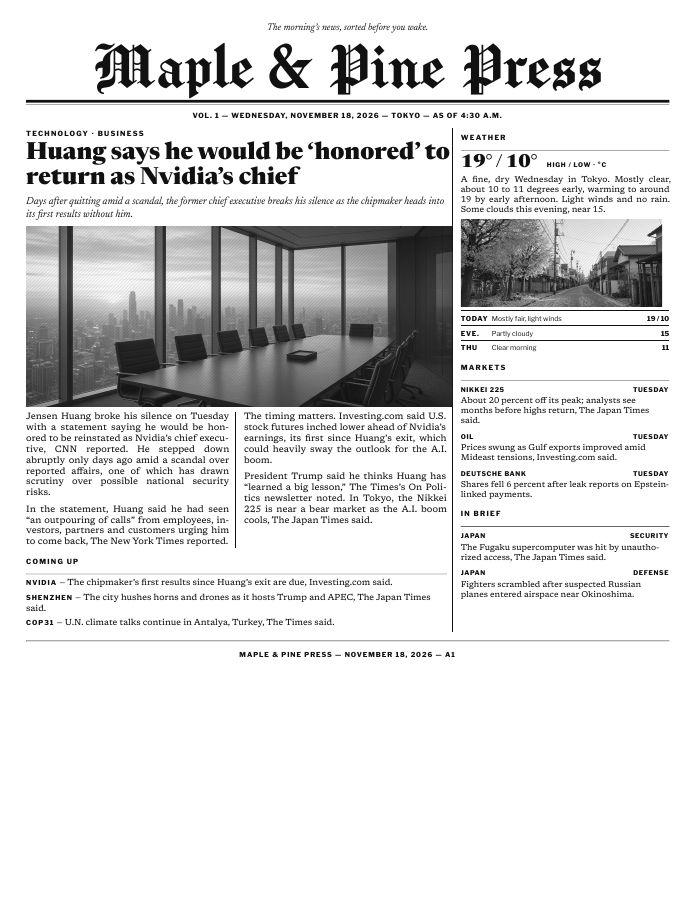 The morning’s news, sorted before you wake.
Maple & Pine Press
VOL. 1 — WEDNESDAY, NOVEMBER 18, 2026 — TOKYO — AS OF 4:30 A.M.
TECHNOLOGY · BUSINESS
Huang says he would be ‘honored’ to
return as Nvidia’s chief
Days after quitting amid a scandal, the former chief executive breaks his silence as the chipmaker heads into
its first results without him.
Jensen Huang broke his silence on Tuesday
with a statement saying he would be hon-
ored to be reinstated as Nvidia’s chief execu-
tive, CNN reported. He stepped down
abruptly only days ago amid a scandal over
reported affairs, one of which has drawn
scrutiny over possible national security
risks.
In the statement, Huang said he had seen
“an outpouring of calls” from employees, in-
vestors, partners and customers urging him
to come back, The New York Times reported.
The timing matters. Investing.com said U.S.
stock futures inched lower ahead of Nvidia’s
earnings, its first since Huang’s exit, which
could heavily sway the outlook for the A.I.
boom.
President Trump said he thinks Huang has
“learned a big lesson,” The Times’s On Poli-
tics newsletter noted. In Tokyo, the Nikkei
225 is near a bear market as the A.I. boom
cools, The Japan Times said.
COMING UP
NVIDIA – The chipmaker’s first results since Huang’s exit are due, Investing.com said.
SHENZHEN – The city hushes horns and drones as it hosts Trump and APEC, The Japan Times
said.
COP31 – U.N. climate talks continue in Antalya, Turkey, The Times said.
WEATHER
19° / 10° HIGH / LOW · °C
A fine, dry Wednesday in Tokyo. Mostly clear,
about 10 to 11 degrees early, warming to around
19 by early afternoon. Light winds and no rain.
Some clouds this evening, near 15.
TODAY Mostly fair, light winds 19 / 10
EVE. Partly cloudy 15
THU Clear morning 11
MARKETS
NIKKEI 225 TUESDAY
About 20 percent off its peak; analysts see
months before highs return, The Japan Times
said.
OIL TUESDAY
Prices swung as Gulf exports improved amid
Mideast tensions, Investing.com said.
DEUTSCHE BANK TUESDAY
Shares fell 6 percent after leak reports on Epstein-
linked payments.
IN BRIEF
JAPAN SECURITY
The Fugaku supercomputer was hit by unautho-
rized access, The Japan Times said.
JAPAN DEFENSE
Fighters scrambled after suspected Russian
planes entered airspace near Okinoshima.
MAPLE & PINE PRESS — NOVEMBER 18, 2026 — A1